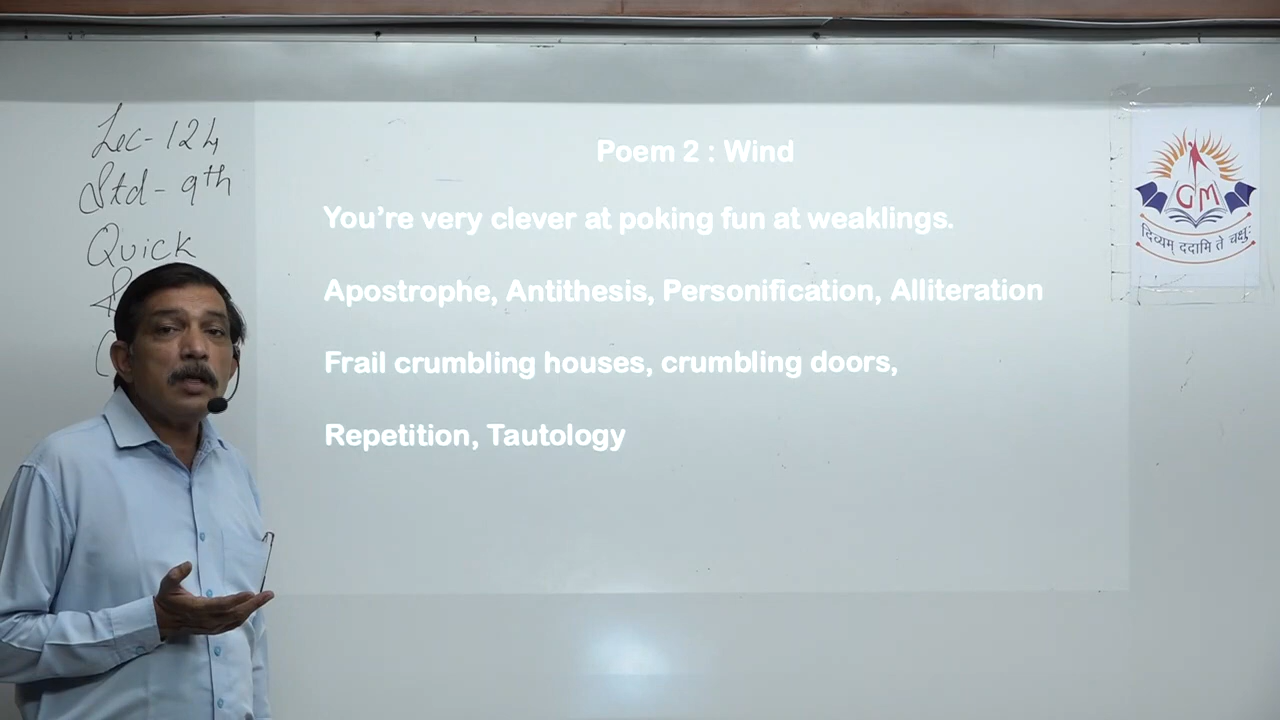 Lec-124
Std-9th
Quick
Poem 2 : Wind
You're very clever at poking fun at weaklings.
Apostrophe, Antithesis, Personification, Alliteration
Frail crumbling houses, crumbling doors,
Repetition, Tautology
GM
दिव्यम् ददामि ते चक्षुः